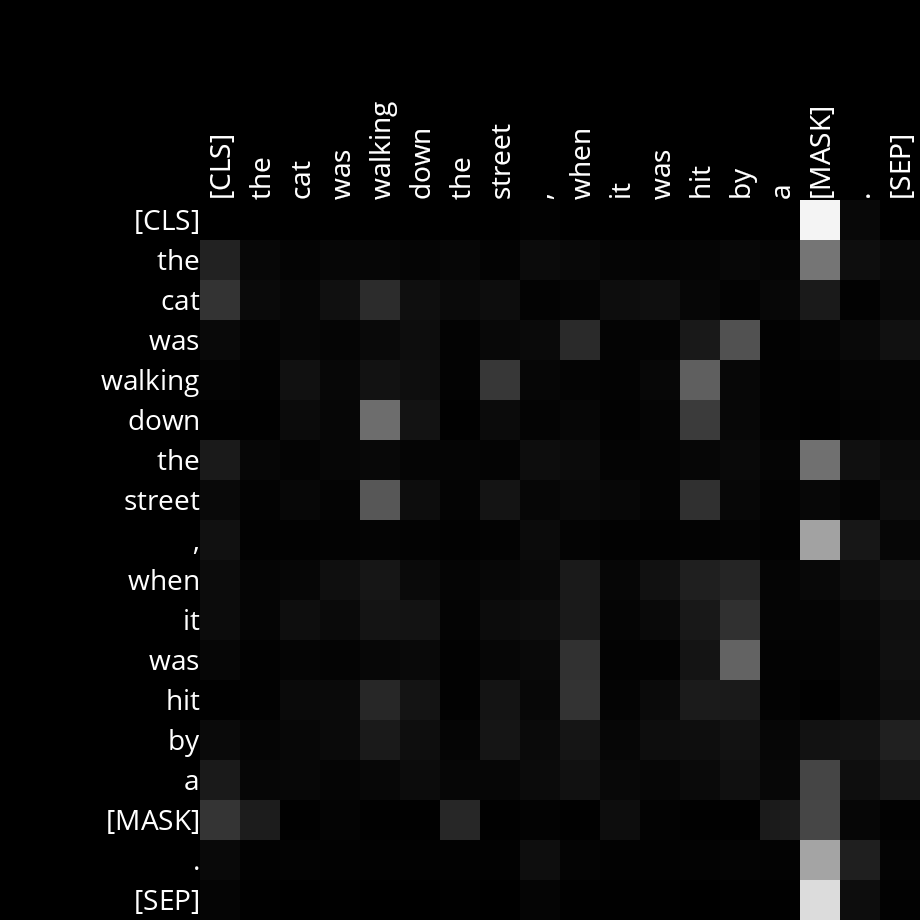 [CLS] the cat was walking down the street , when it was hit by a [MASK] . [SEP]
[CLS]
the
cat
was
walking
down
the
street
,
when
it
was
hit
by
a
[MASK]
.
[SEP]